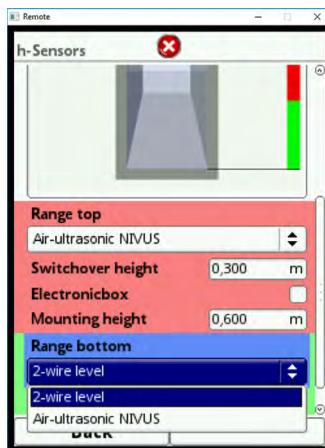 Remote
h-Sensors
Range top
Air-ultrasonic NIVUS
Switchover height 0,300 m
Electronicbox
Mounting height 0,600 m
Range bottom
2-wire level
2-wire level
Air-ultrasonic NIVUS
Back